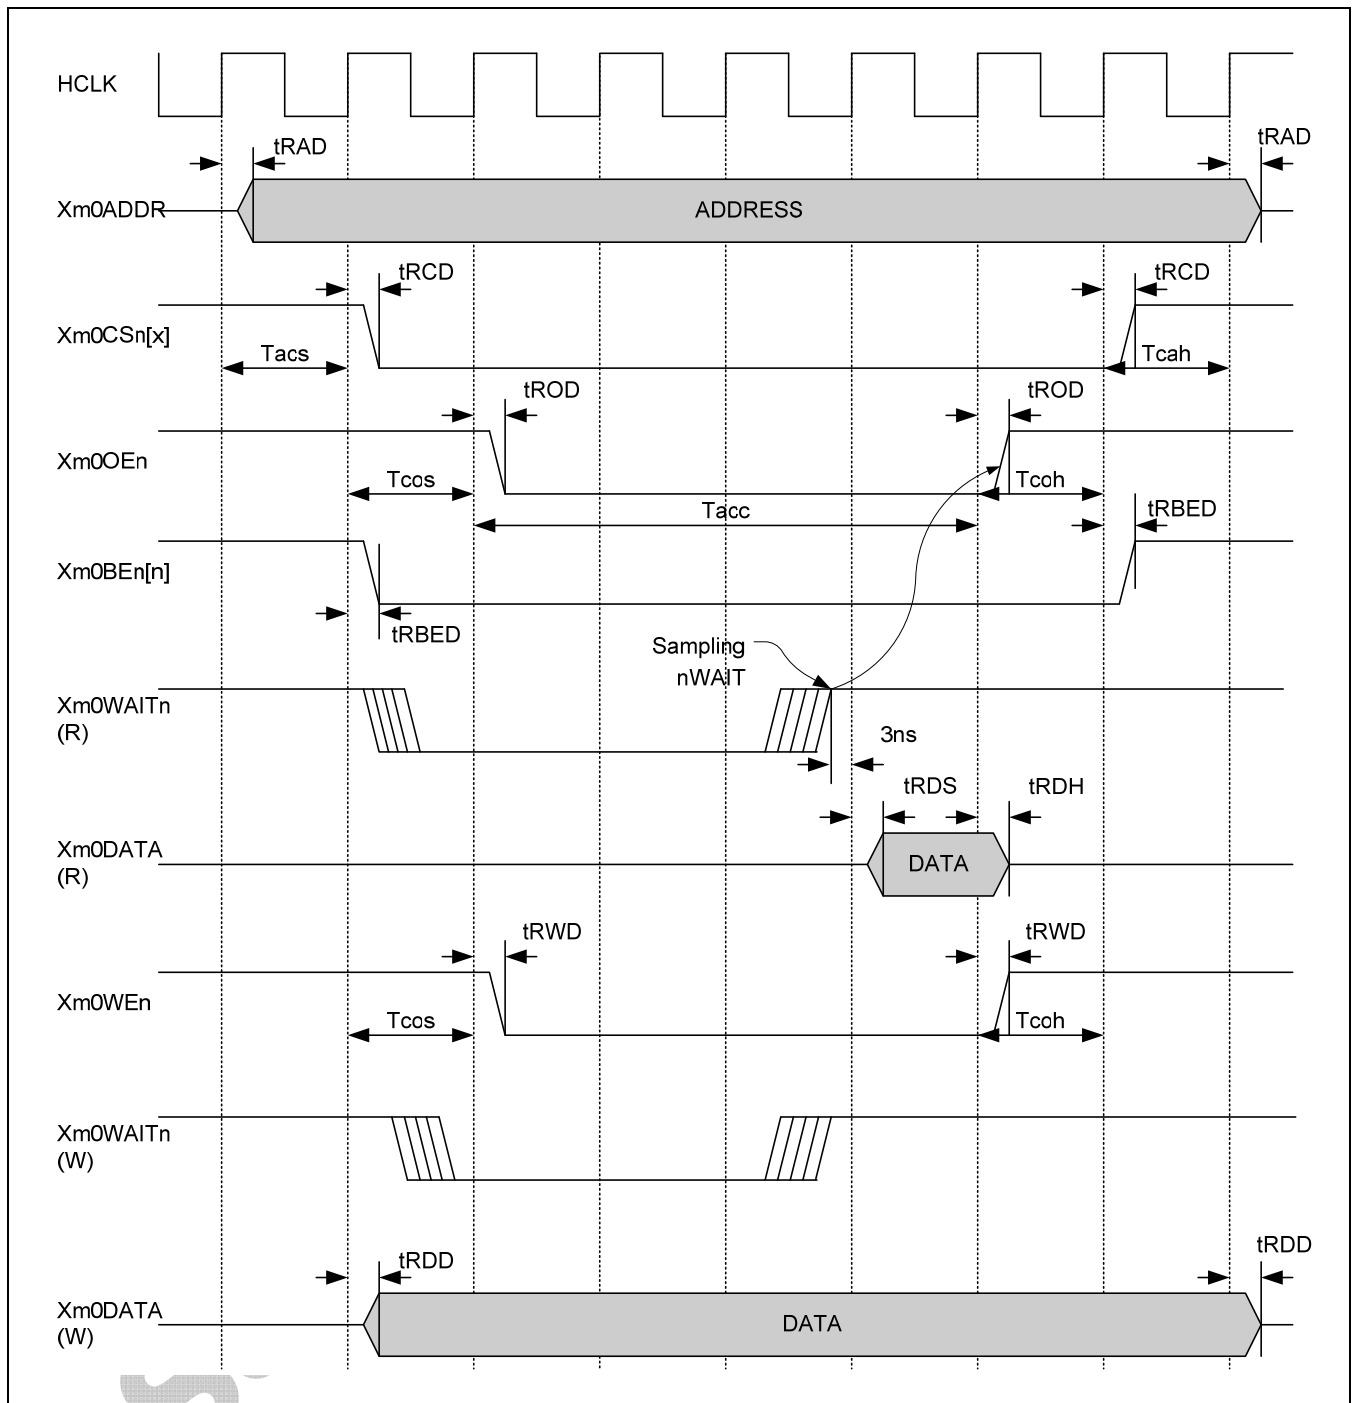 HCLK
tRAD
tRAD
Xm0ADDR
ADDRESS
tRCD
tRCD
Xm0CSn[x]
Tacs
Tcah
tROD
tROD
Xm0OEn
Tcos
Tcoh
Tacc
tRBED
Xm0BEn[n]
tRBED
Sampling
nWAIT
Xm0WAITn
(R)
3ns
tRDS
tRDH
Xm0DATA
(R)
DATA
tRWD
tRWD
Xm0WEn
Tcos
Tcoh
Xm0WAITn
(W)
tRDD
tRDD
Xm0DATA
(W)
DATA